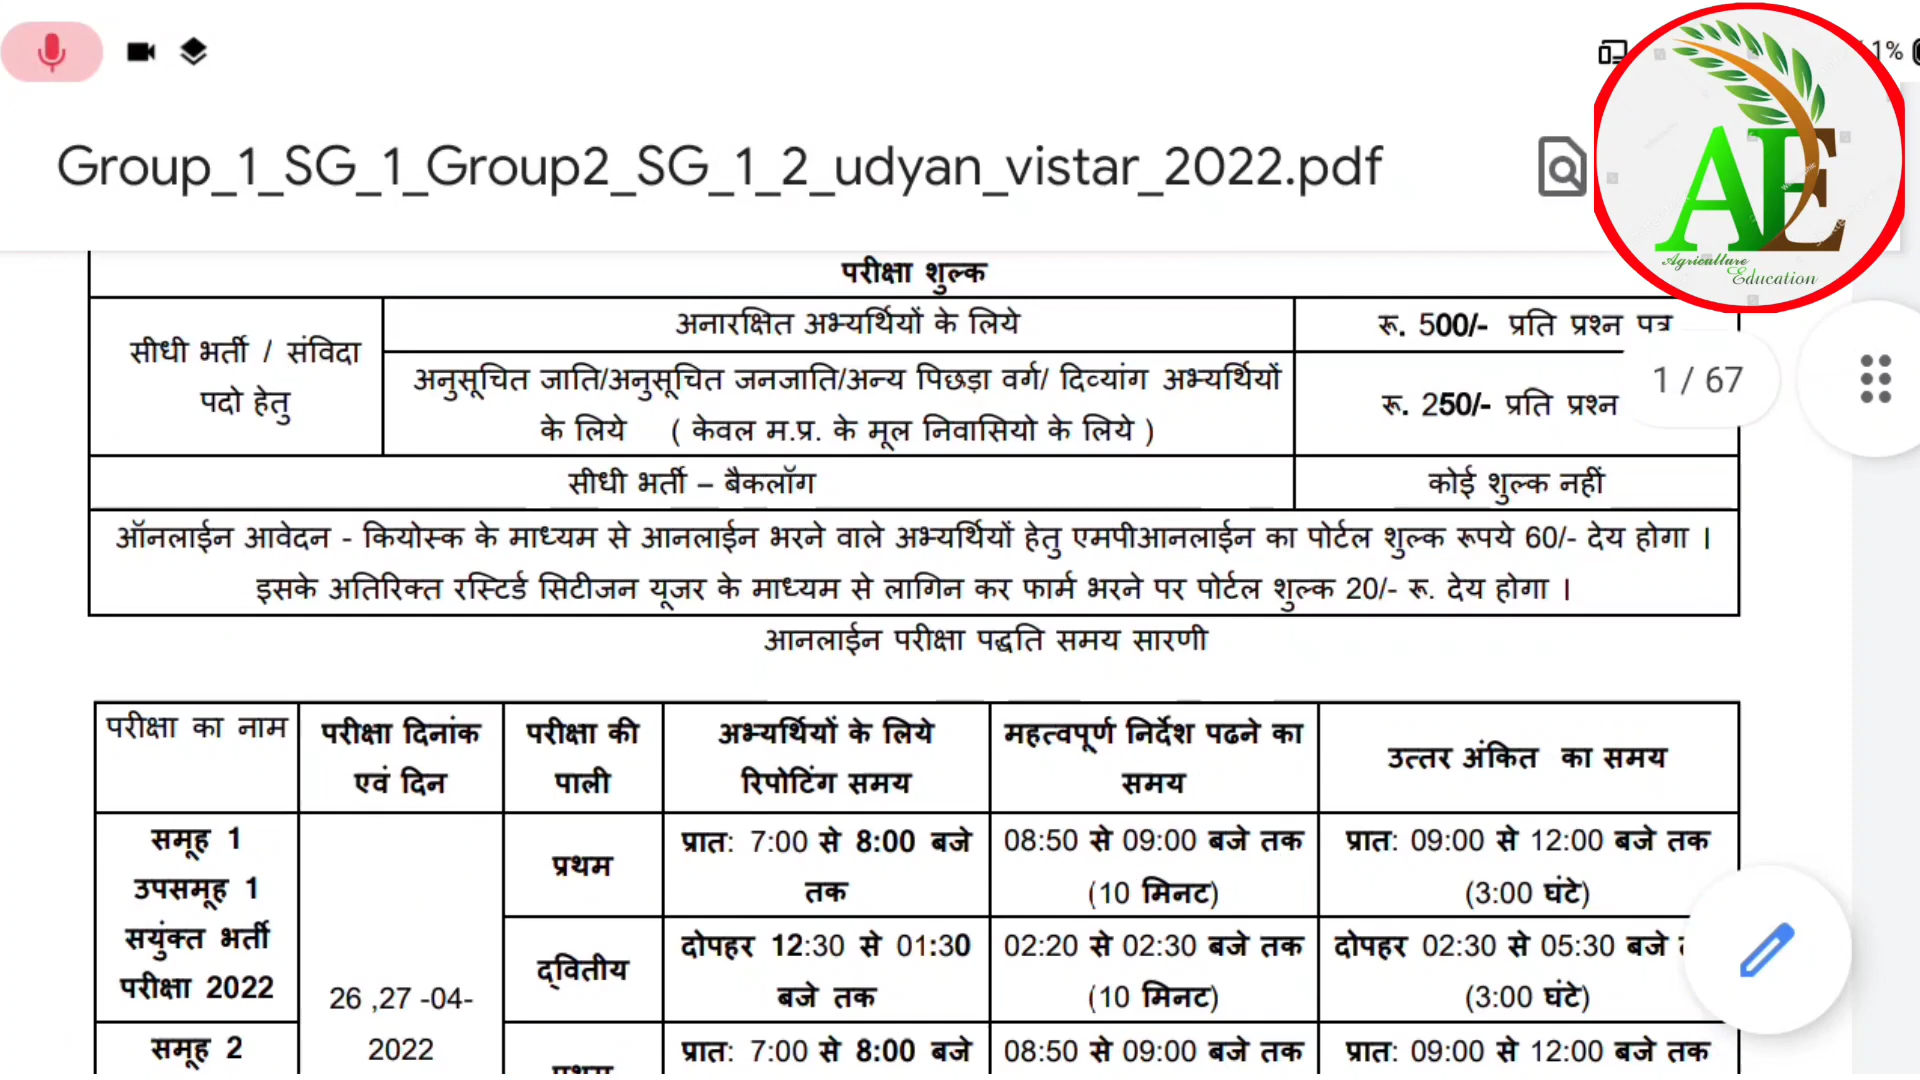 1%
Group_1_SG_1_Group2_SG_1_2_udyan_vistar_2022.pdf
AE
Agriculture
Education
परीक्षा शुल्क
सीधी भर्ती / संविदा
पदो हेतु
अनारक्षित अभ्यर्थियों के लिये
रू. 500/- प्रति प्रश्न पत्र
अनुसूचित जाति/अनुसूचित जनजाति/अन्य पिछड़ा वर्ग/ दिव्यांग अभ्यर्थियों
के लिये ( केवल म.प्र. के मूल निवासियो के लिये )
रू. 250/- प्रति प्रश्न
1 / 67
सीधी भर्ती – बैकलॉग
कोई शुल्क नहीं
ऑनलाईन आवेदन - कियोस्क के माध्यम से आनलाईन भरने वाले अभ्यर्थियों हेतु एमपीआनलाईन का पोर्टल शुल्क रूपये 60/- देय होगा ।
इसके अतिरिक्त रस्टिर्ड सिटीजन यूजर के माध्यम से लागिन कर फार्म भरने पर पोर्टल शुल्क 20/- रू. देय होगा ।
आनलाईन परीक्षा पद्धति समय सारणी
परीक्षा का नाम
परीक्षा दिनांक
एवं दिन
परीक्षा की
पाली
अभ्यर्थियों के लिये
रिपोटिंग समय
महत्वपूर्ण निर्देश पढने का
समय
उत्तर अंकित का समय
समूह 1
उपसमूह 1
सयुंक्त भर्ती
परीक्षा 2022
26 ,27 -04-
2022
प्रथम
प्रात: 7:00 से 8:00 बजे
तक
08:50 से 09:00 बजे तक
(10 मिनट)
प्रात: 09:00 से 12:00 बजे तक
(3:00 घंटे)
द्वितीय
दोपहर 12:30 से 01:30
बजे तक
02:20 से 02:30 बजे तक
(10 मिनट)
दोपहर 02:30 से 05:30 बजे
(3:00 घंटे)
समूह 2
प्रथम
प्रात: 7:00 से 8:00 बजे
08:50 से 09:00 बजे तक
प्रात: 09:00 से 12:00 बजे तक